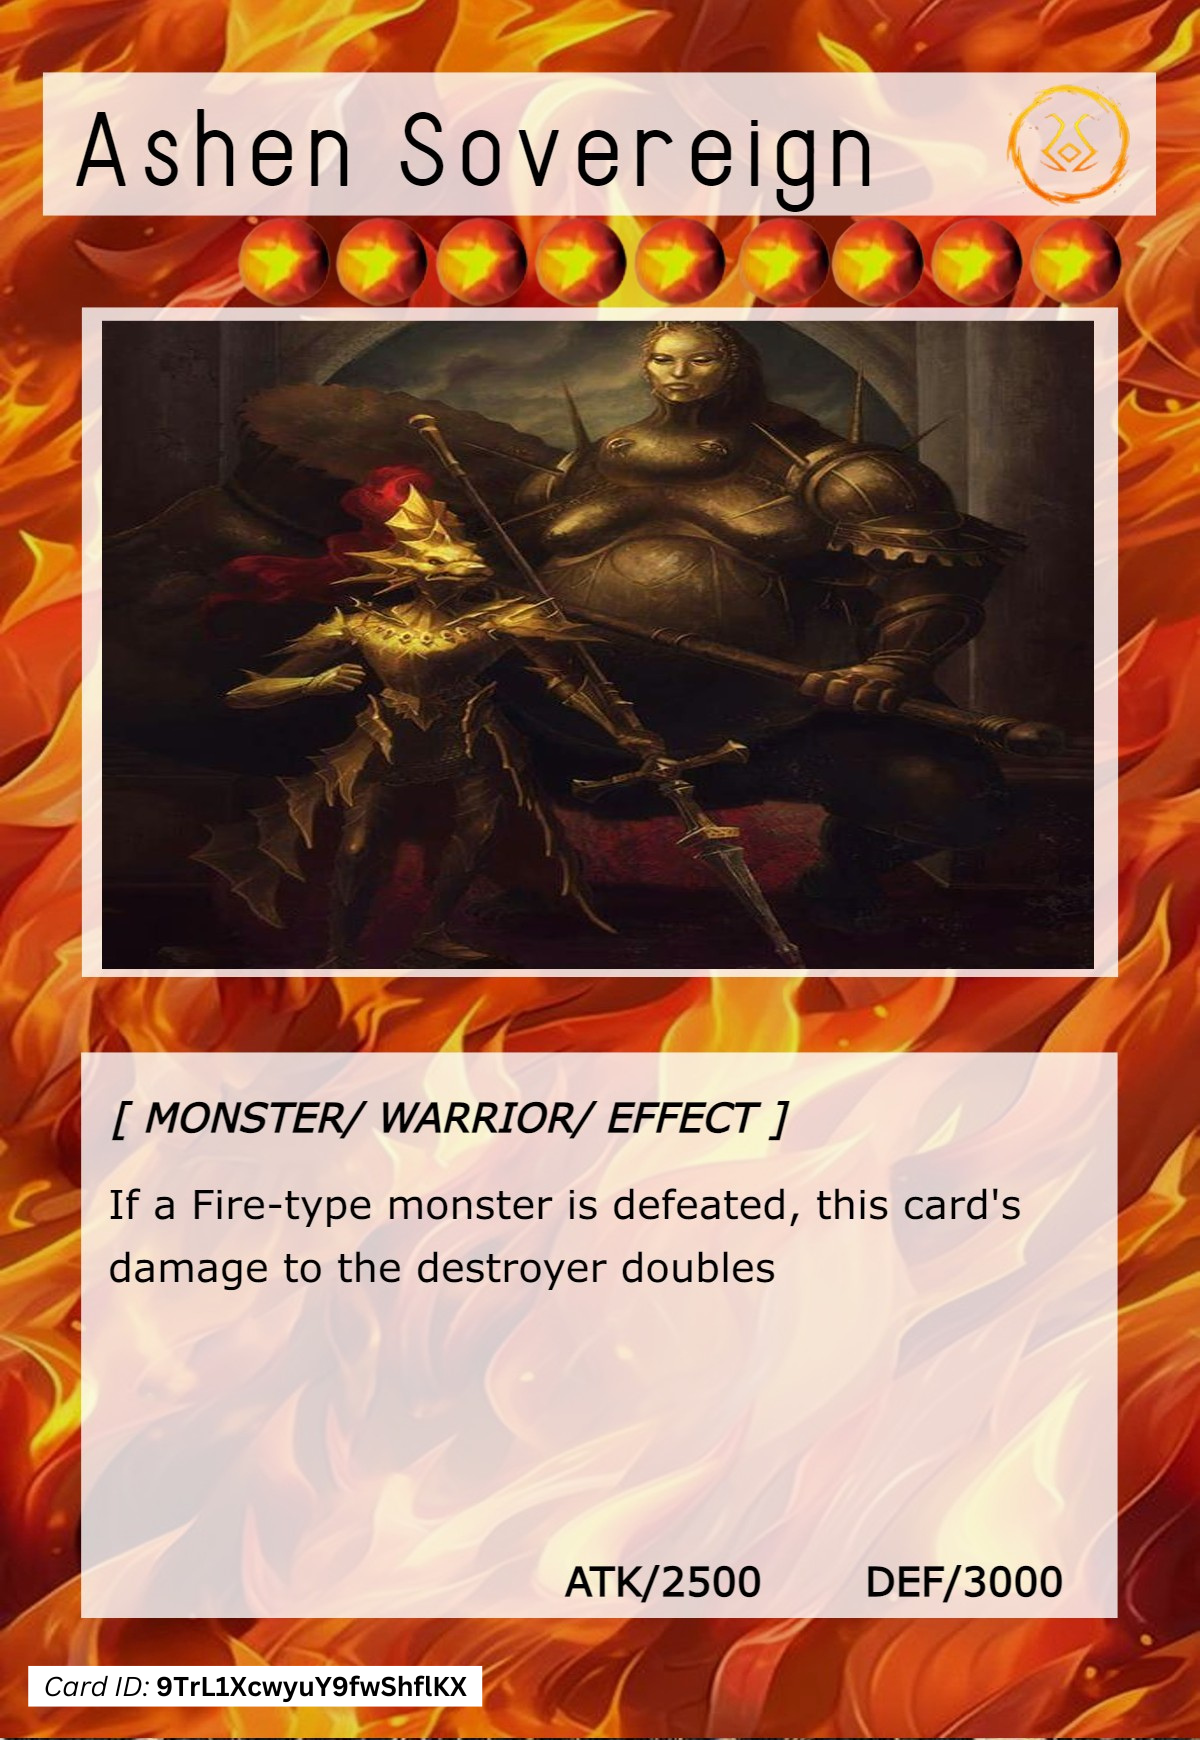 Ashen Sovereign
[ MONSTER/ WARRIOR/ EFFECT ]
If a Fire-type monster is defeated, this card's
damage to the destroyer doubles
ATK/2500 DEF/3000
Card ID: 9TrL1XcwyuY9fwShflKX